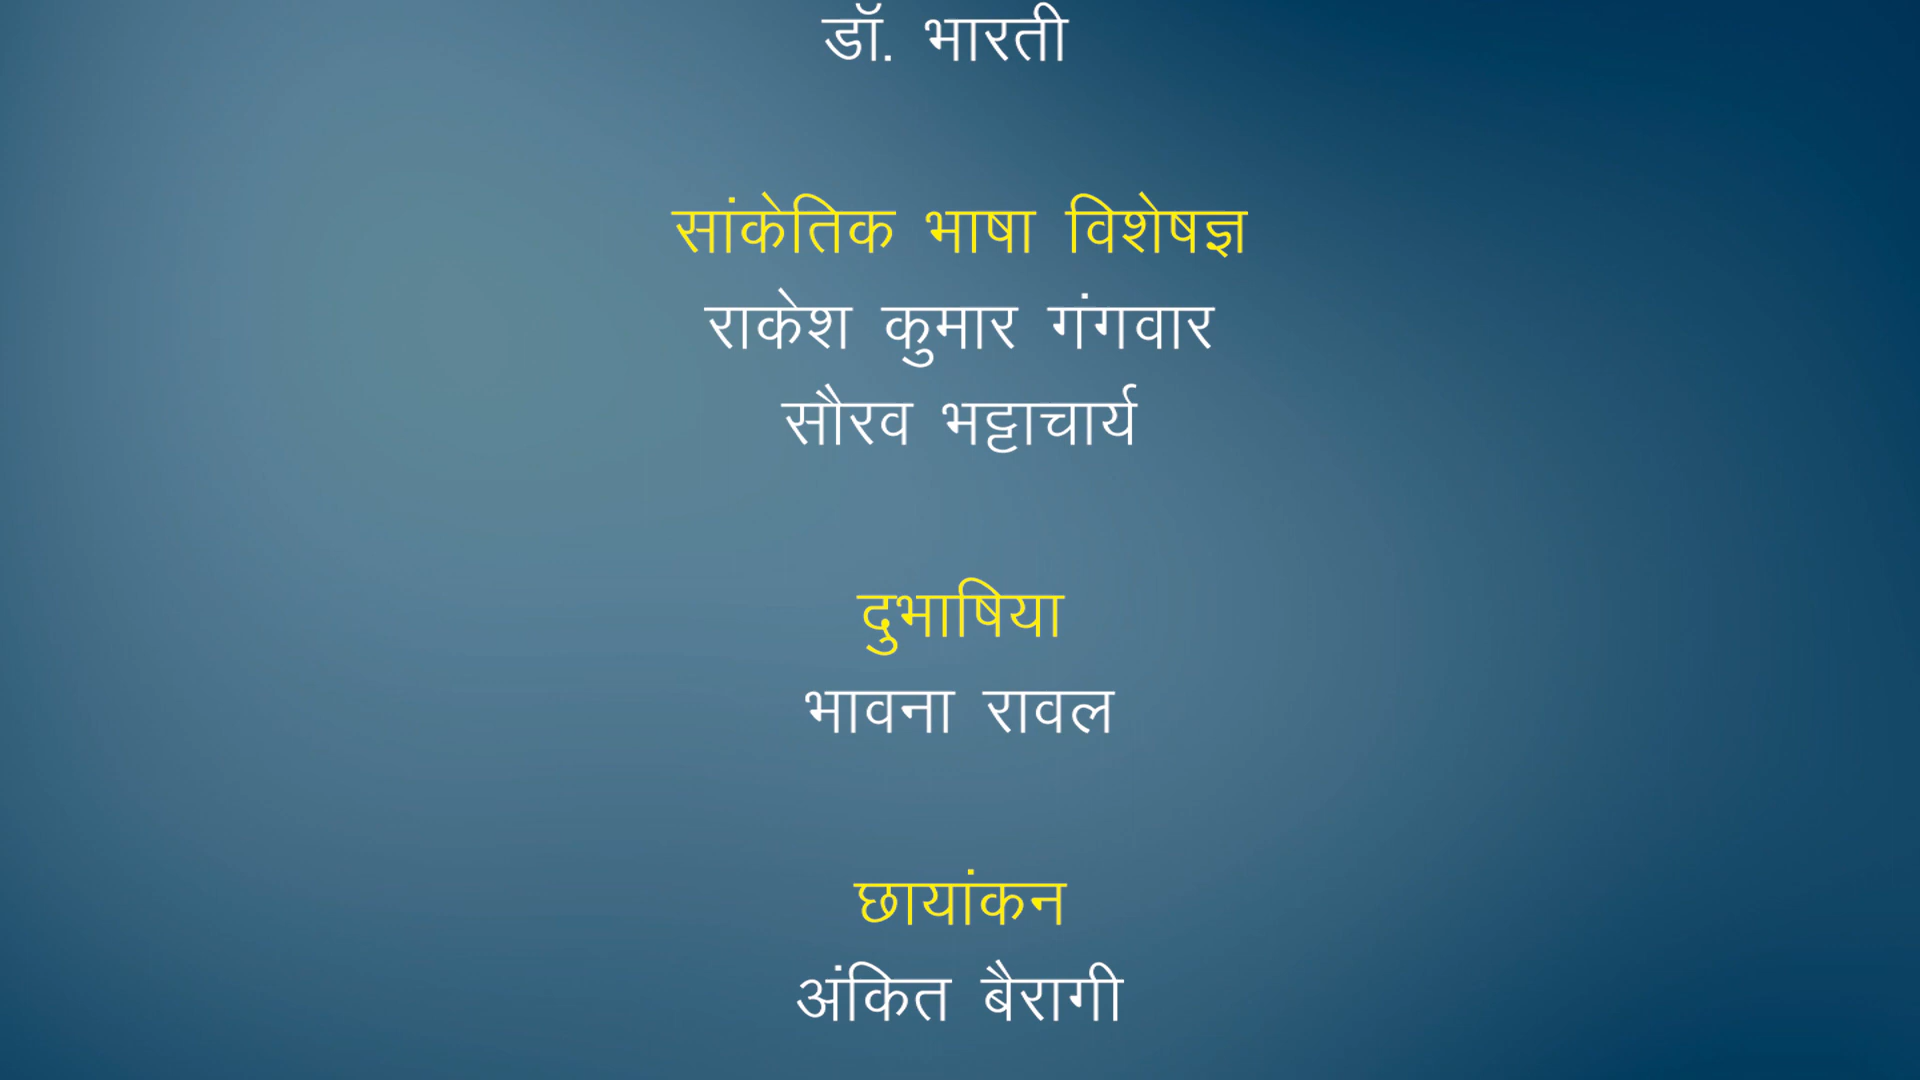 डॉ. भारती
सांकेतिक भाषा विशेषज्ञ
राकेश कुमार गंगवार
सौरव भट्टाचार्य
दुभाषिया
भावना रावल
छायांकन
अंकित बैरागी